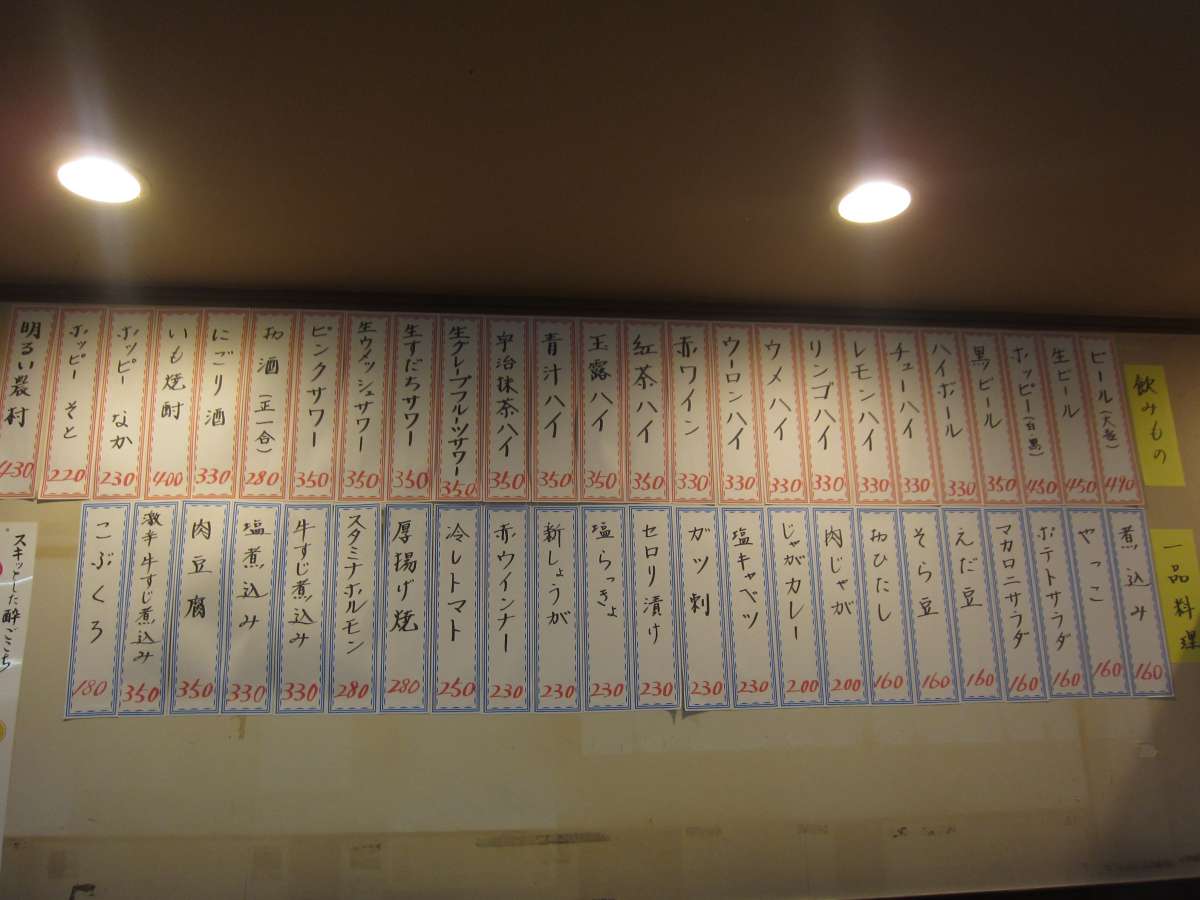 飲みもの
ビール(大壜) 490
生ビール 450
ホッピー(白・黒) 450
黒ッビール 350
ハイボール 330
チューハイ 330
レモンハイ 330
リンゴハイ 330
ウメハイ 330
ウーロンハイ 330
赤ワイン 330
紅茶ハイ 350
玉露ハイ 350
青汁ハイ 350
宇治抹茶ハイ 350
生グレープフルーツサワー 350
生すだちサワー 350
生ウメッシュサワー 350
ピンクサワー 350
お酒(正一合) 280
にごり酒 330
いも焼酎 400
ホッピー なか 230
ホッピー そと 220
明るい農村 430
一品料理
煮込み 160
やっこ 160
ポテトサラダ 160
マカロニサラダ 160
えだ豆 160
そら豆 160
おひたし 160
肉じゃが 200
じゃがカレー 200
塩キャベツ 230
ガツ刺 230
セロリ漬け 230
塩らっきょ 230
新しょうが 230
赤ウインナー 230
冷しトマト 250
厚揚げ焼 280
スタミナホルモン 280
牛すじ煮込み 330
塩煮込み 330
肉豆腐 350
激辛牛すじ煮込み 350
こぶくろ 180
スキッとした酔ごこち